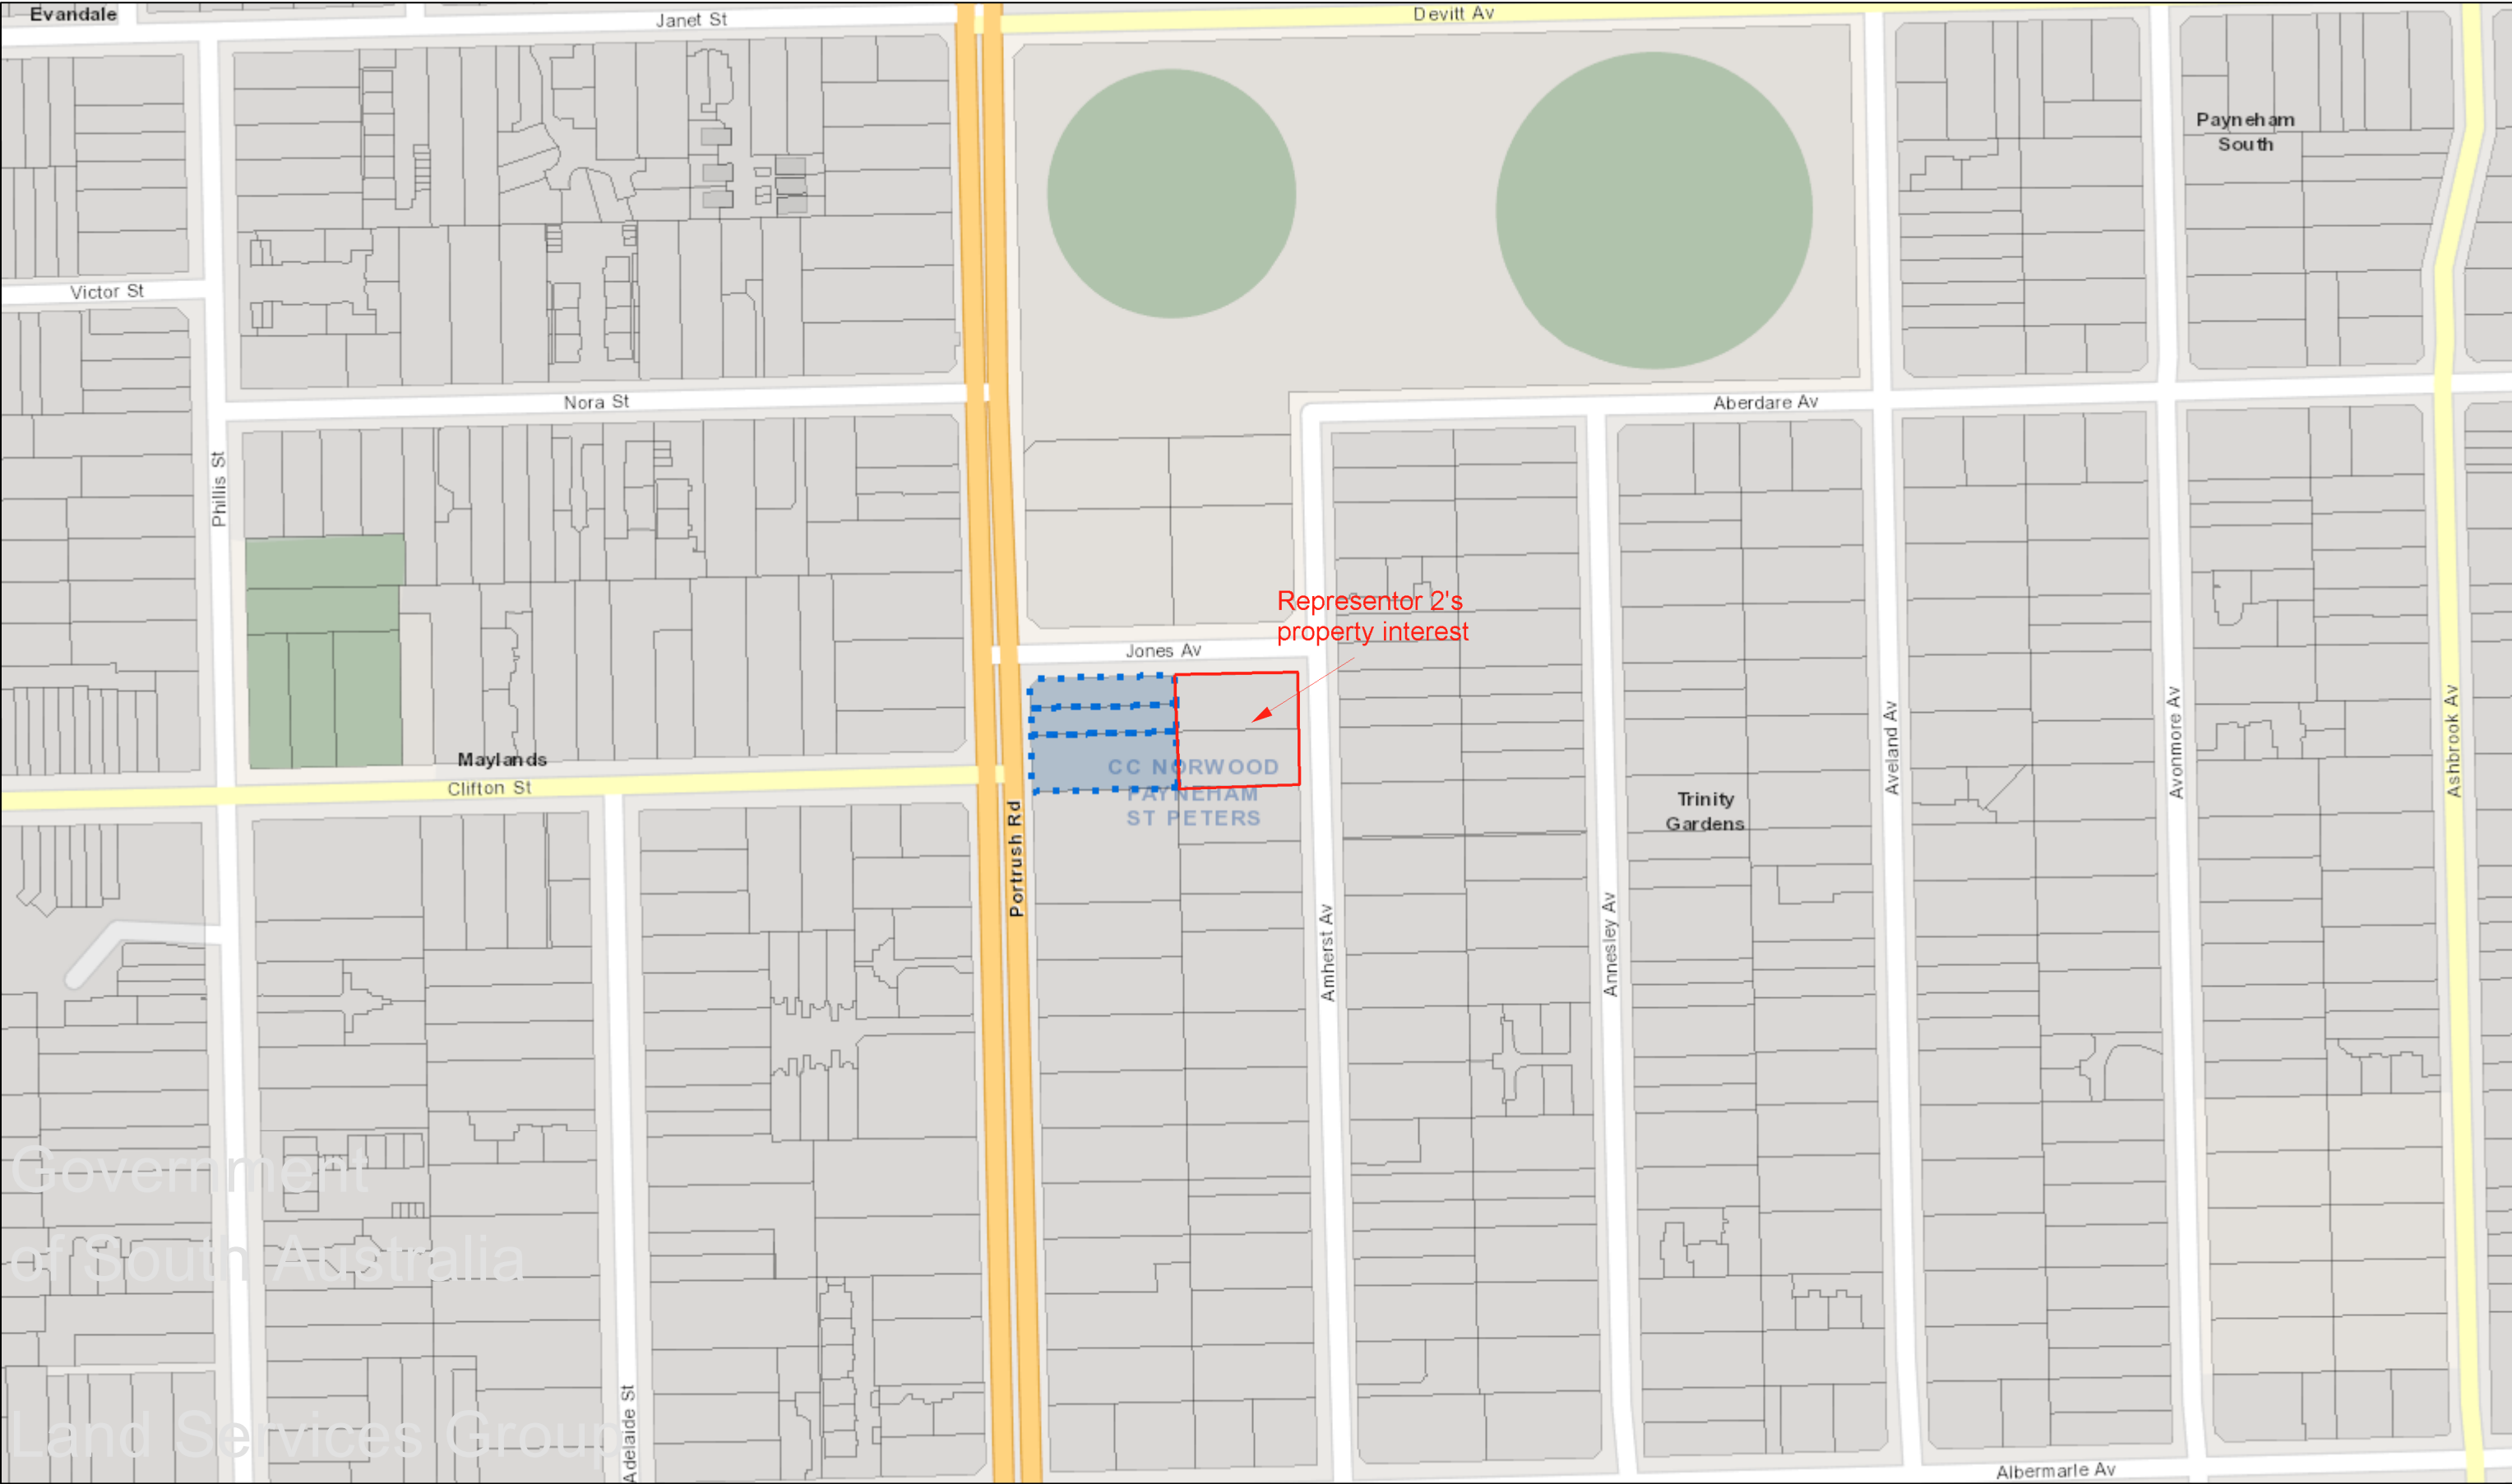 Evandale
Janet St
Devitt Av
Payneham
South
Victor St
Nora St
Aberdare Av
Phillis St
Representor 2's
property interest
Jones Av
Maylands
Clifton St
CC NORWOOD
PAYNEHAM
ST PETERS
Portrush Rd
Trinity
Gardens
Amherst Av
Annesley Av
Aveland Av
Avonmore Av
Ashbrook Av
Government
of South Australia
Land Services Group
Adelaide St
Albermarle Av